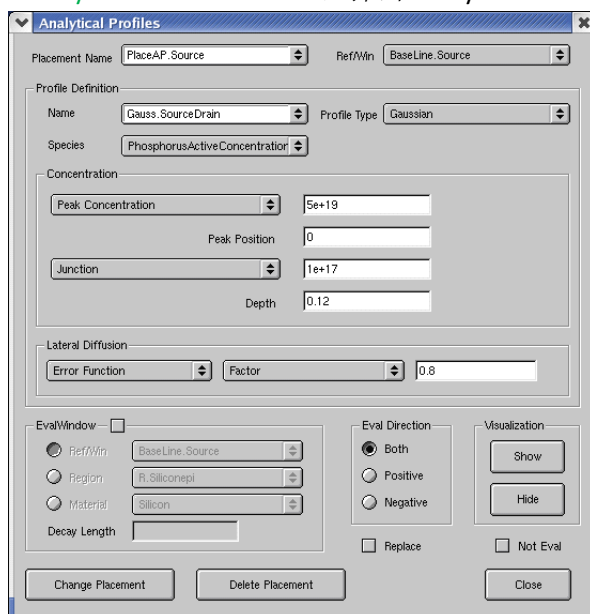 Analytical Profiles
Placement Name PlaceAP.Source Ref/Win BaseLine.Source
Profile Definition
Name Gauss.SourceDrain Profile Type Gaussian
Species PhosphorusActiveConcentration
Concentration
Peak Concentration 5e+19
Peak Position 0
Junction 1e+17
Depth 0.12
Lateral Diffusion
Error Function Factor 0.8
EvalWindow Eval Direction Visualization
Ref/Win BaseLine.Source Both Show
Region R.Siliconepi Positive
Material Silicon Negative Hide
Decay Length
Replace Not Eval
Change Placement Delete Placement Close